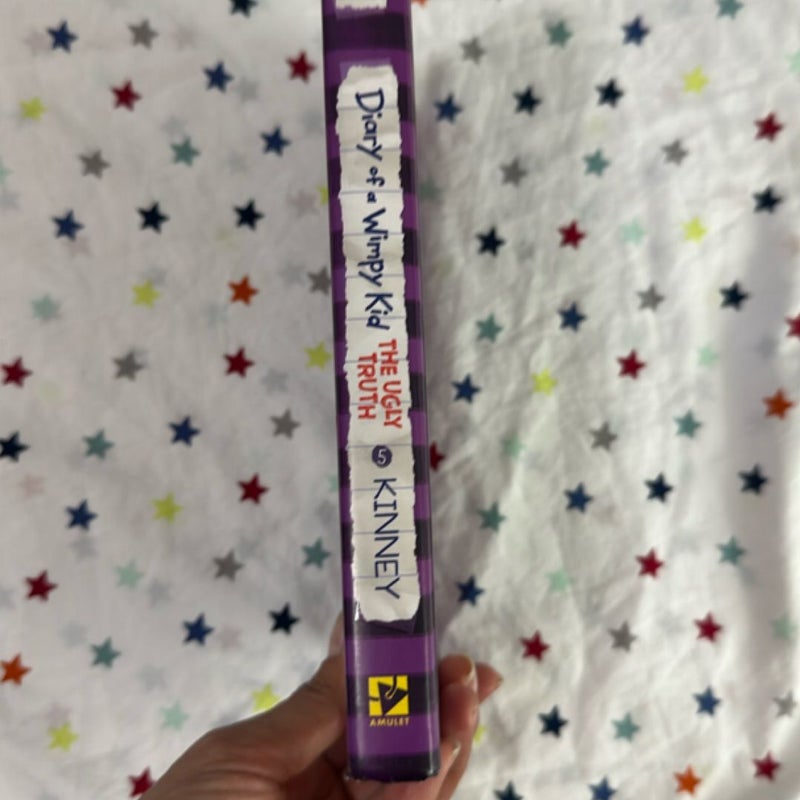 Diary of a Wimpy Kid
THE UGLY
TRUTH
5
KINNEY
AMULET